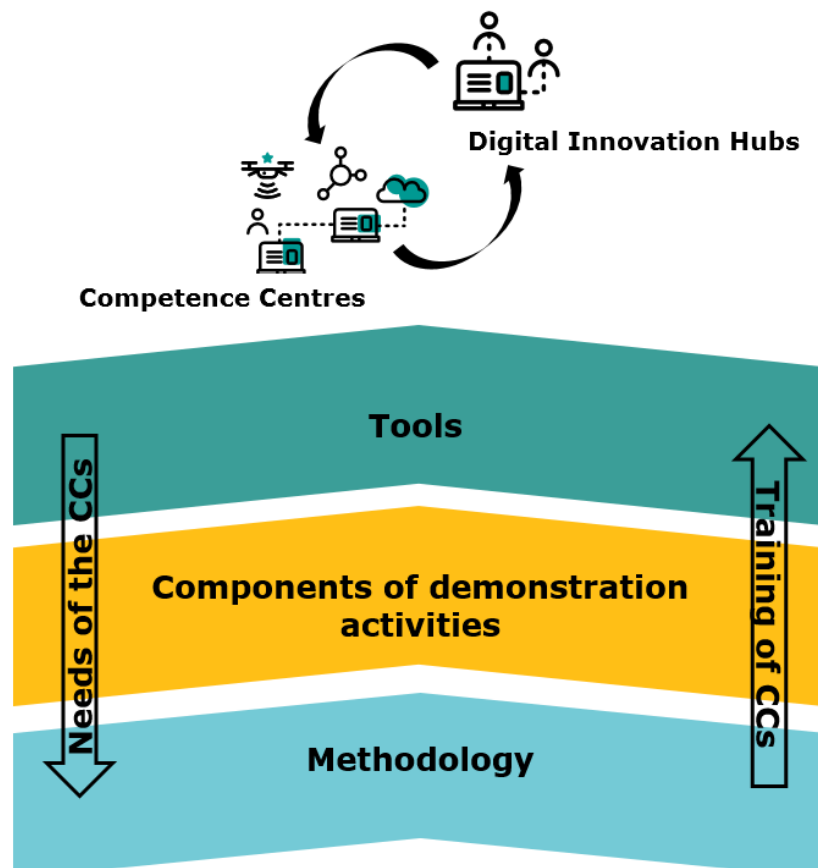 Digital Innovation Hubs
Competence Centres
Tools
Needs of the CCs
Training of CCs
Components of demonstration
activities
Methodology